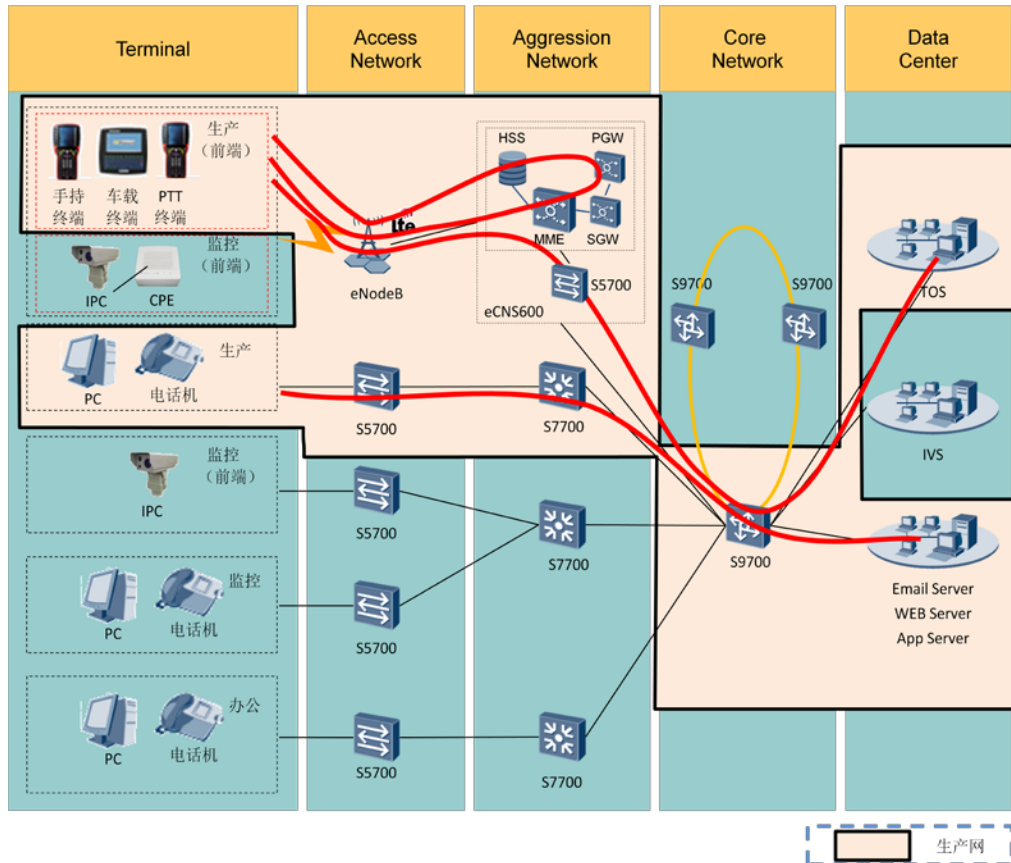 Terminal
Access
Network
Aggression
Network
Core
Network
Data
Center
生产
（前端）
手持
终端
车载
终端
PTT
终端
监控
（前端）
IPC
CPE
lte
eNodeB
HSS
PGW
MME
SGW
S5700
eCNS600
S9700
S9700
TOS
生产
PC
电话机
S5700
S7700
IVS
监控
（前端）
IPC
S5700
S7700
S9700
Email Server
WEB Server
App Server
监控
PC
电话机
S5700
办公
PC
电话机
S5700
S7700
生产网